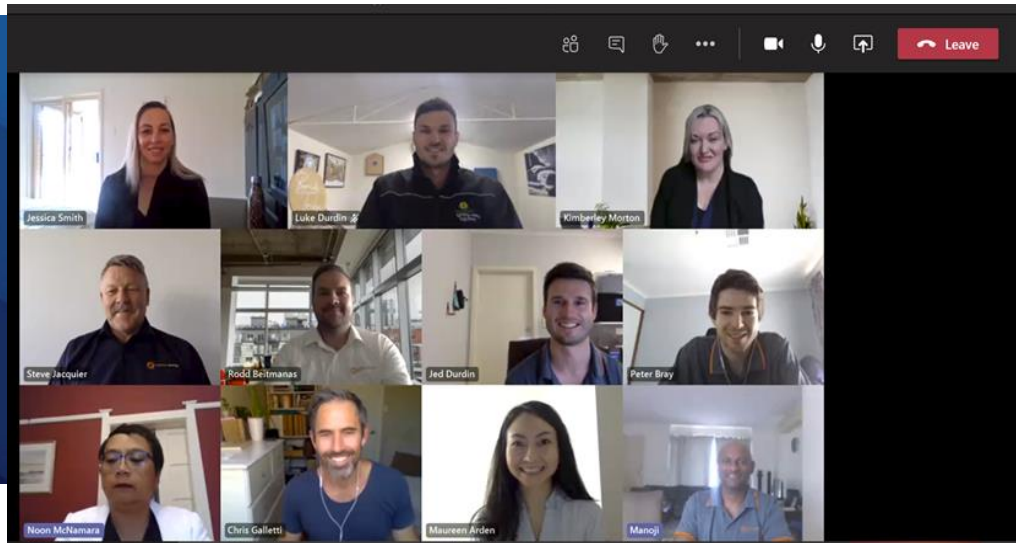 Leave
Jessica Smith
Luke Durdin
Kimberley Morton
Steve Jacquier
Rodd Beitmanas
Jed Durdin
Peter Bray
Noon McNamara
Chris Galletti
Maureen Arden
Manoji